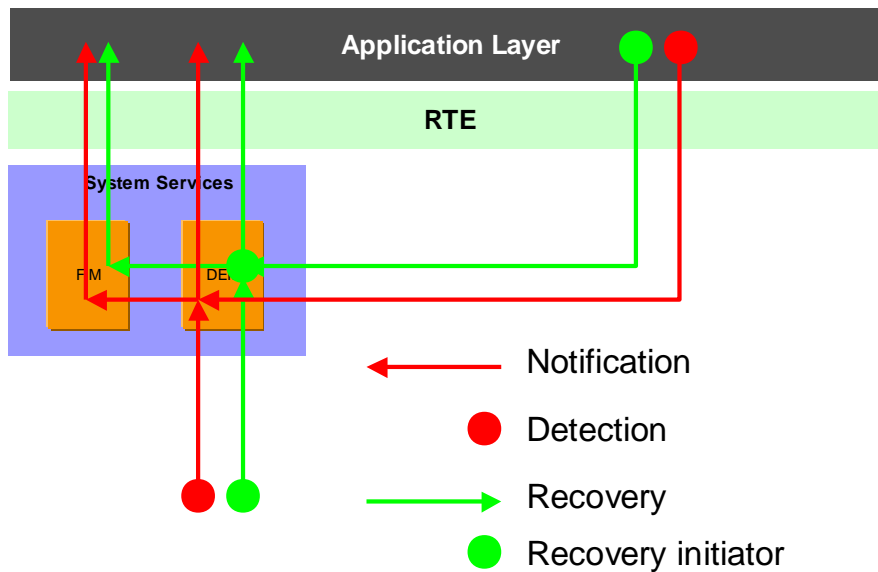 Application Layer
RTE
System Services
Notification
Detection
Recovery
Recovery initiator